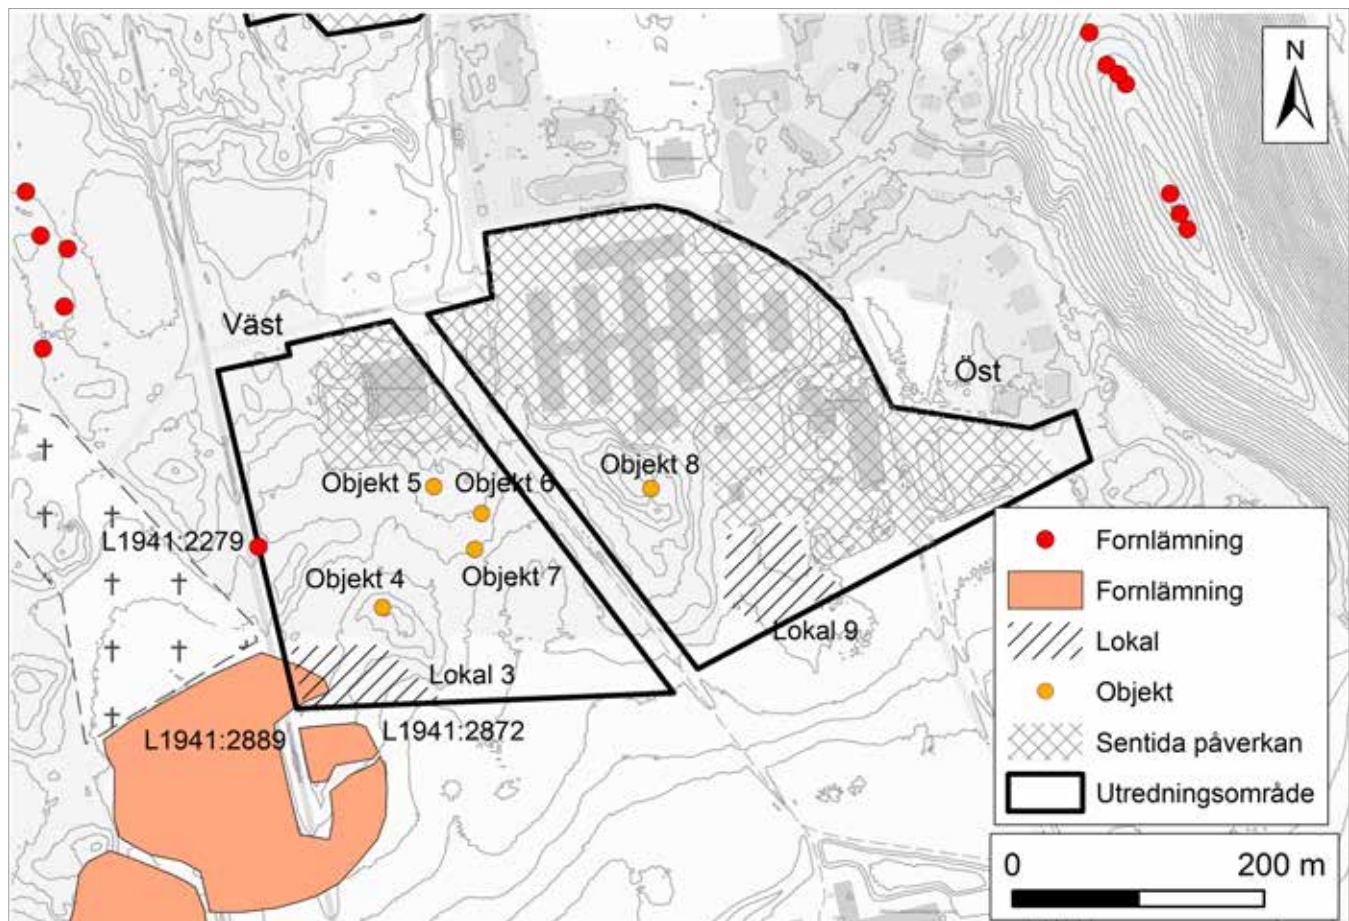 N
Väst
Öst
Objekt 8
Objekt 5
Objekt 6
L1941:2279
Objekt 7
Objekt 4
Lokal 9
Lokal 3
L1941:2872
L1941:2889
Fornlämning
Fornlämning
Lokal
Objekt
Sentida påverkan
Utredningsområde
0 200 m